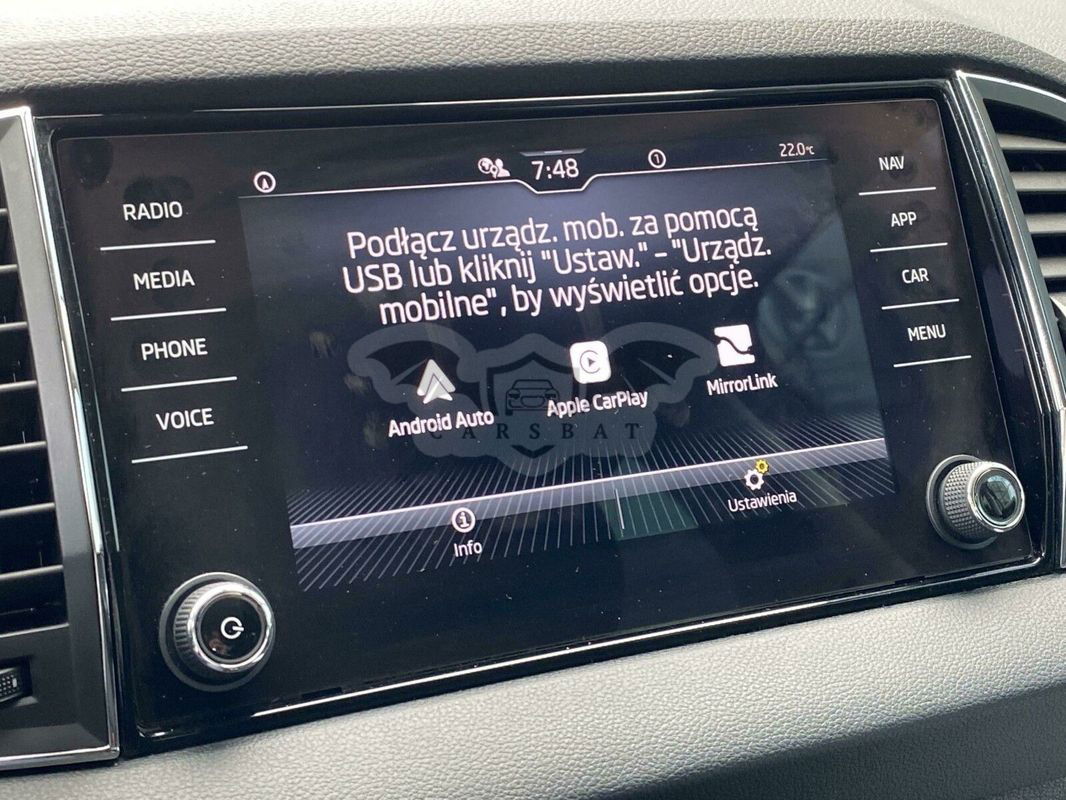 7:48
1
22.0°C
RADIO
MEDIA
PHONE
VOICE
Podłącz urządz. mob. za pomocą
USB lub kliknij "Ustaw." - "Urządz.
mobilne", by wyświetlić opcje.
Android Auto
Apple CarPlay
MirrorLink
CARSBAT
Info
Ustawienia
NAV
APP
CAR
MENU